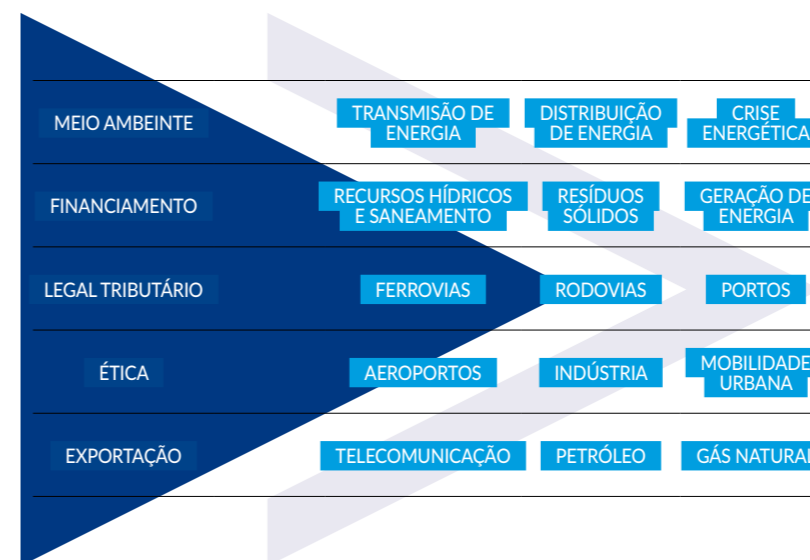 MEIO AMBEINTE
TRANSMISÃO DE
ENERGIA
DISTRIBUIÇÃO
DE ENERGIA
CRISE
ENERGÉTICA
FINANCIAMENTO
RECURSOS HÍDRICOS
E SANEAMENTO
RESÍDUOS
SÓLIDOS
GERAÇÃO DE
ENERGIA
LEGAL TRIBUTÁRIO
FERROVIAS
RODOVIAS
PORTOS
ÉTICA
AEROPORTOS
INDÚSTRIA
MOBILIDADE
URBANA
EXPORTAÇÃO
TELECOMUNICAÇÃO
PETRÓLEO
GÁS NATURAL